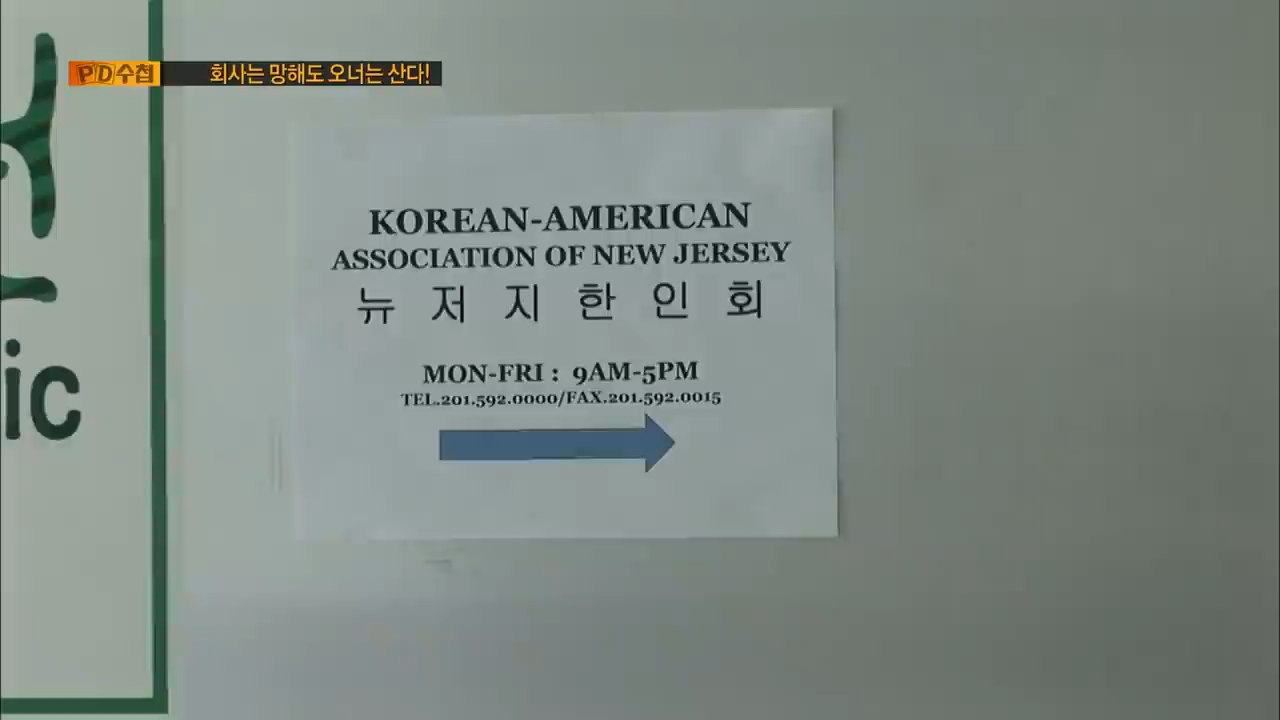 PD수첩 회사는 망해도 오너는 산다!
KOREAN-AMERICAN
ASSOCIATION OF NEW JERSEY
뉴 저 지 한 인 회
MON-FRI : 9AM-5PM
TEL.201.592.0000/FAX.201.592.0015
ic